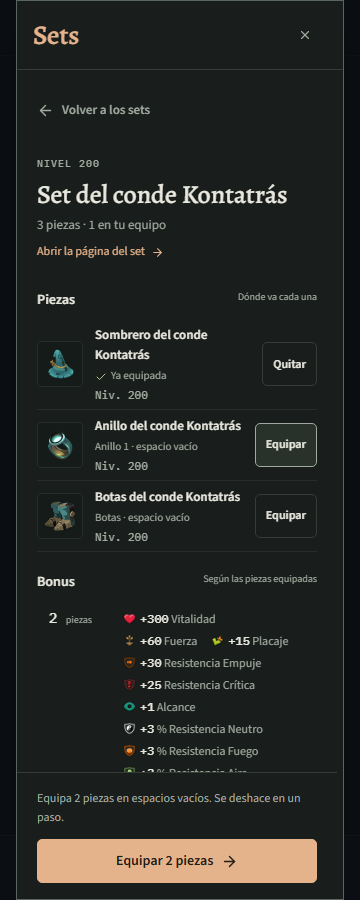 Sets
Volver a los sets
NIVEL 200
Set del conde Kontatrás
3 piezas · 1 en tu equipo
Abrir la página del set →
Piezas
Dónde va cada una
Sombrero del conde
Kontatrás
Ya equipada
Niv. 200
Quitar
Anillo del conde Kontatrás
Anillo 1 · espacio vacío
Niv. 200
Equipar
Botas del conde Kontatrás
Botas · espacio vacío
Niv. 200
Equipar
Bonus
Según las piezas equipadas
2 piezas
+300 Vitalidad
+60 Fuerza +15 Placaje
+30 Resistencia Empuje
+25 Resistencia Crítica
+1 Alcance
+3 % Resistencia Neutro
+3 % Resistencia Fuego
+3 % Resistencia Aire
Equipa 2 piezas en espacios vacíos. Se deshace en un
paso.
Equipar 2 piezas →